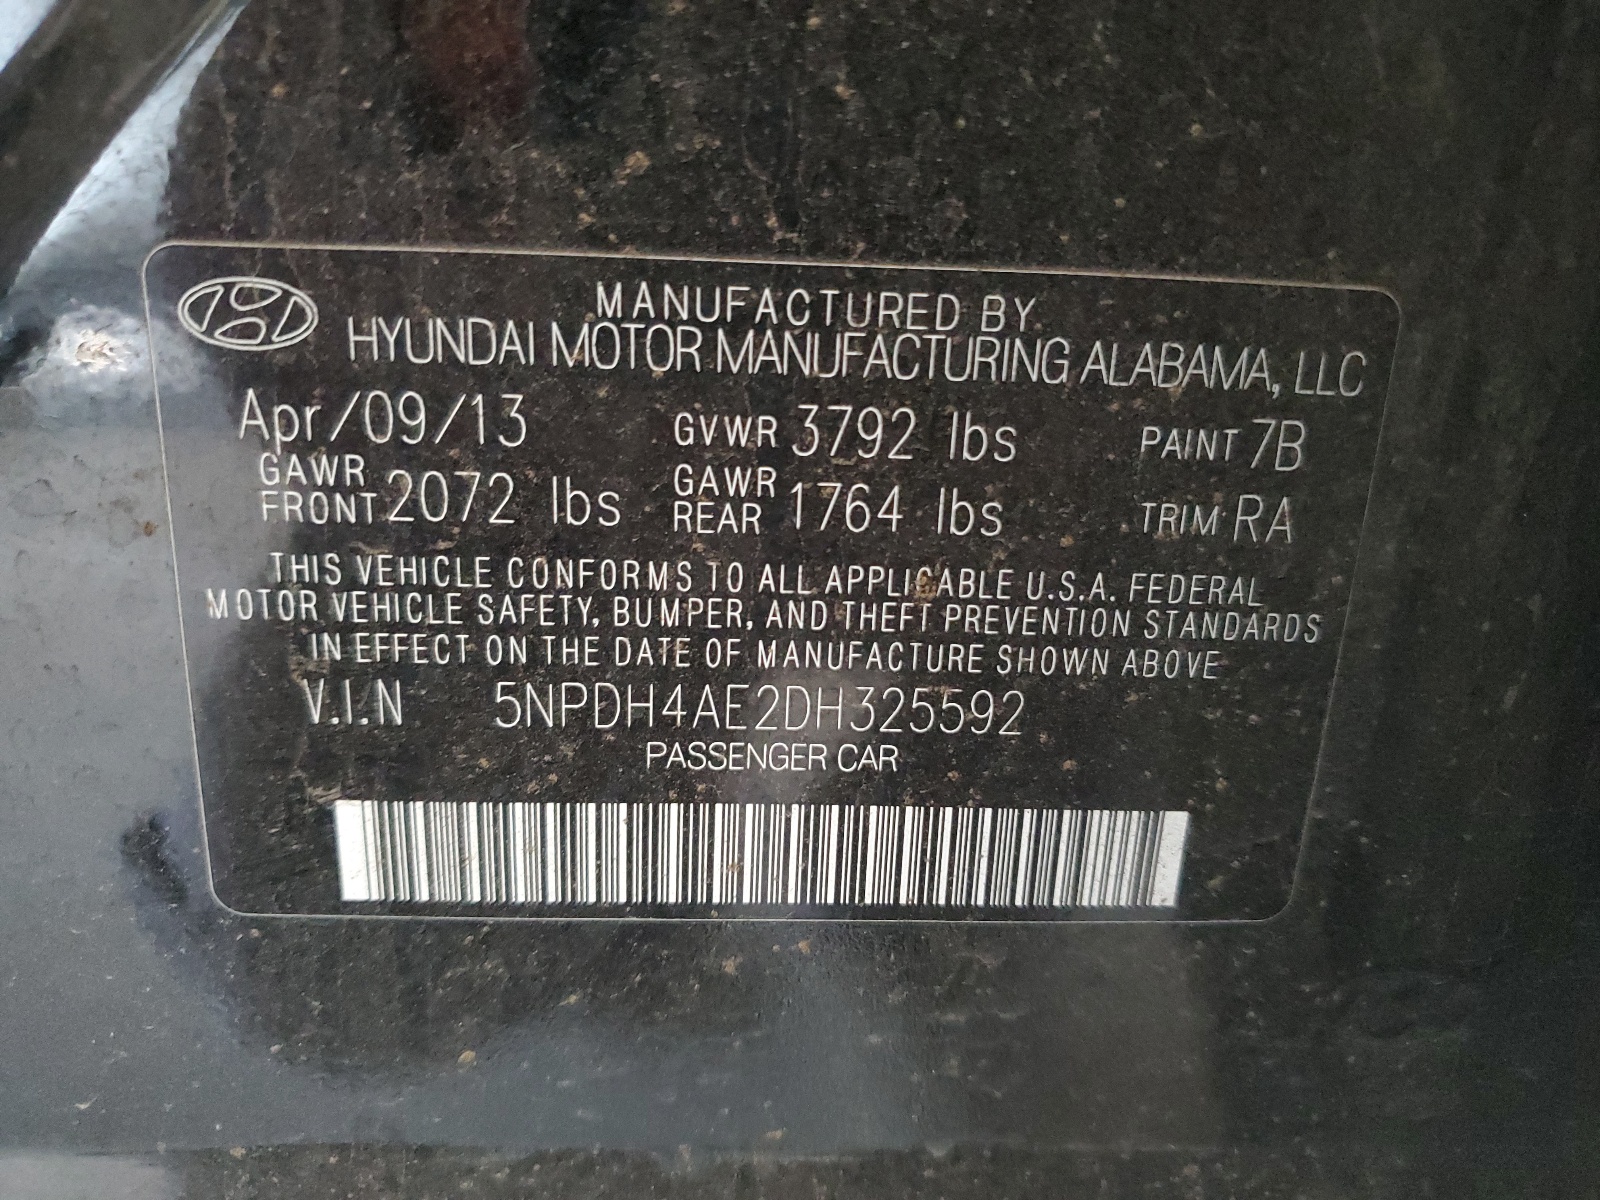 MANUFACTURED BY
HYUNDAI MOTOR MANUFACTURING ALABAMA, LLC
Apr/09/13 GVWR 3792 lbs PAINT 7B
GAWR FRONT 2072 lbs GAWR REAR 1764 lbs TRIM RA
THIS VEHICLE CONFORMS TO ALL APPLICABLE U.S.A. FEDERAL
MOTOR VEHICLE SAFETY, BUMPER, AND THEFT PREVENTION STANDARDS
IN EFFECT ON THE DATE OF MANUFACTURE SHOWN ABOVE
V.I.N 5NPDH4AE2DH325592
PASSENGER CAR